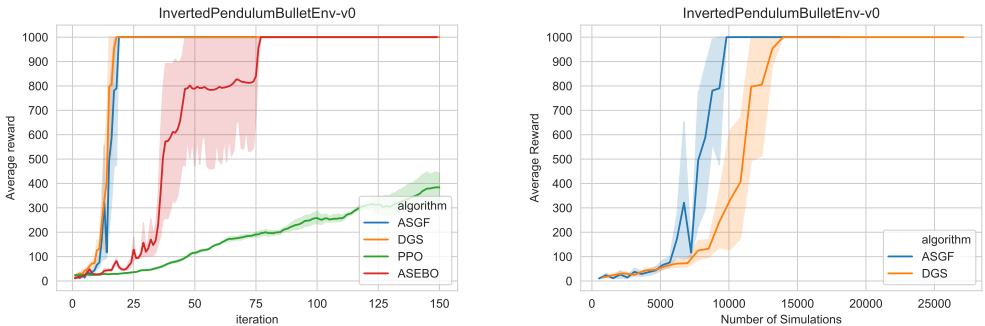 InvertedPendulumBulletEnv-v0
1000
900
800
700
600
500
400
300
200
100
0
Average reward
0 25 50 75 100 125 150
iteration
algorithm
ASGF
DGS
PPO
ASEBO
InvertedPendulumBulletEnv-v0
1000
900
800
700
600
500
400
300
200
100
0
Average Reward
0 5000 10000 15000 20000 25000
Number of Simulations
algorithm
ASGF
DGS